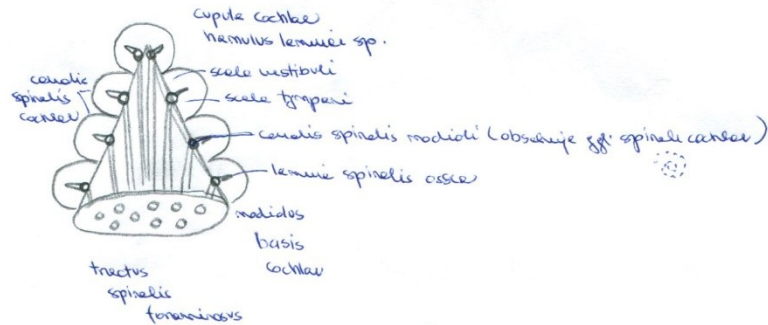 cupula cochleae
hamulus laminae sp.
scala vestibuli
canalis
spiralis
cochleae
scala tympani
canalis spiralis modioli (obsahuje ggl. spirale cochleae)
lamina spiralis ossea
modiolus
basis
cochleae
tractus
spiralis
foraminosus